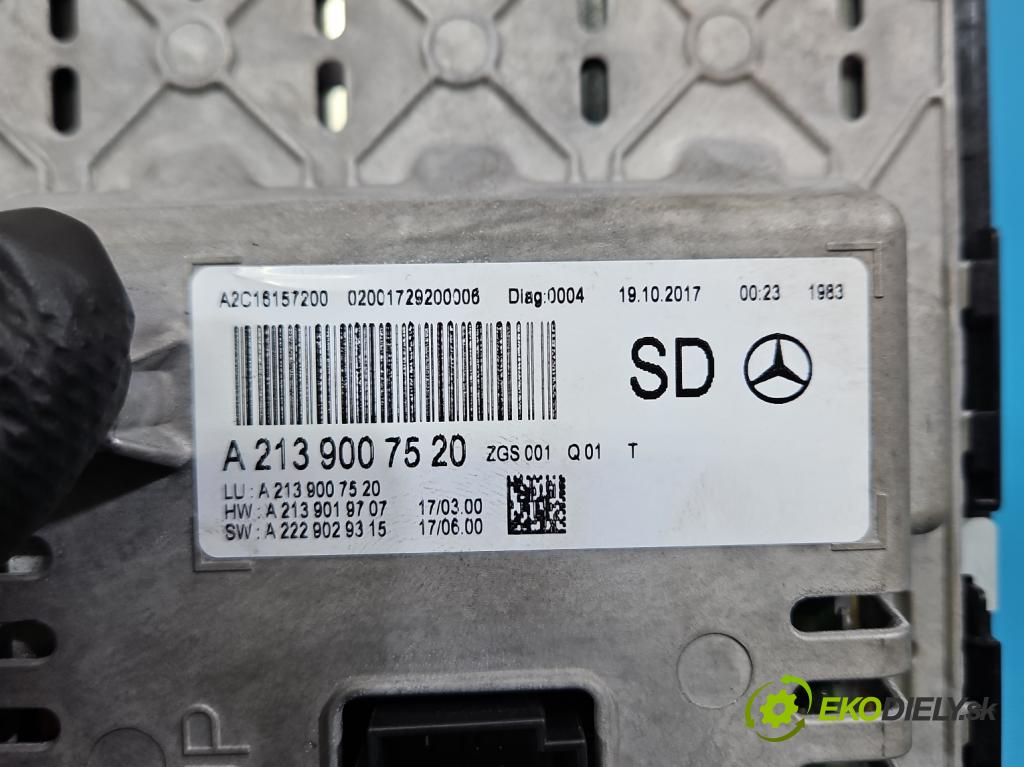 A2C16157200 02001729200006 Diag:0004 19.10.2017 00:23 1983
SD
A 213 900 75 20 ZGS 001 Q 01 T
LU : A 213 900 75 20
HW : A 213 901 97 07 17/03.00
SW : A 222 902 93 15 17/06.00
P
EKODIELY.sk